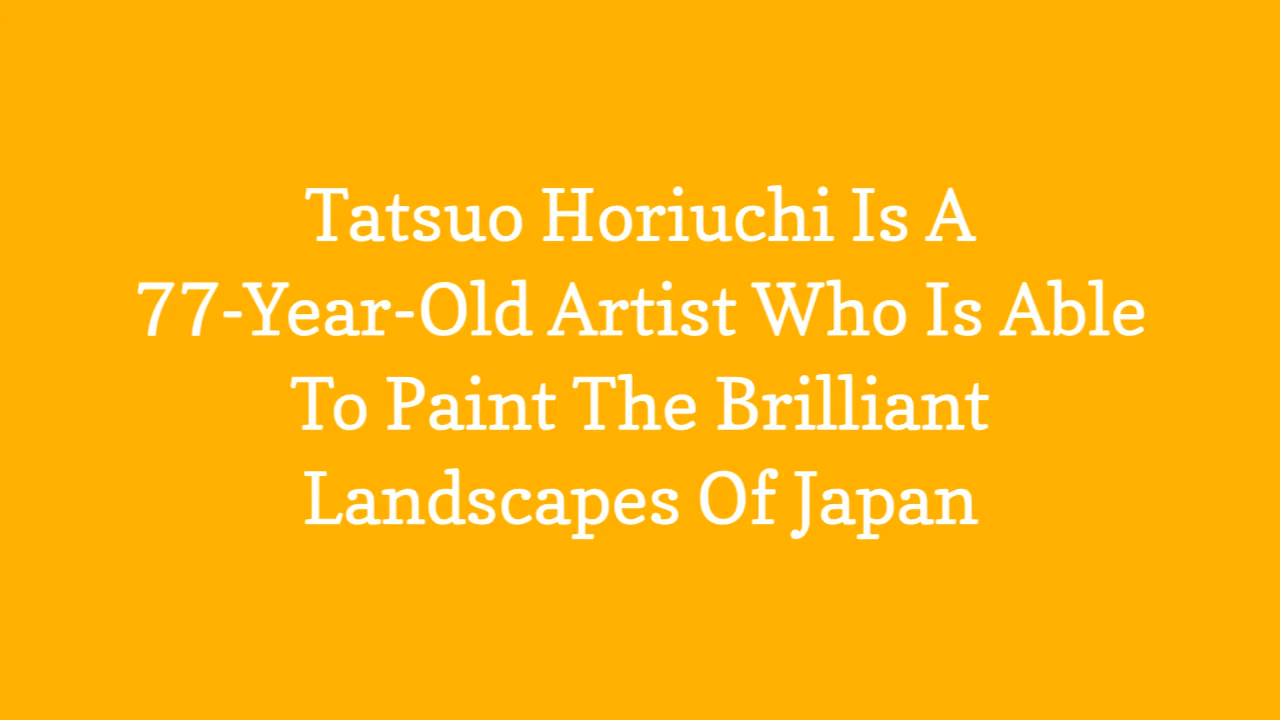 Tatsuo Horiuchi Is A
77-Year-Old Artist Who Is Able
To Paint The Brilliant
Landscapes Of Japan